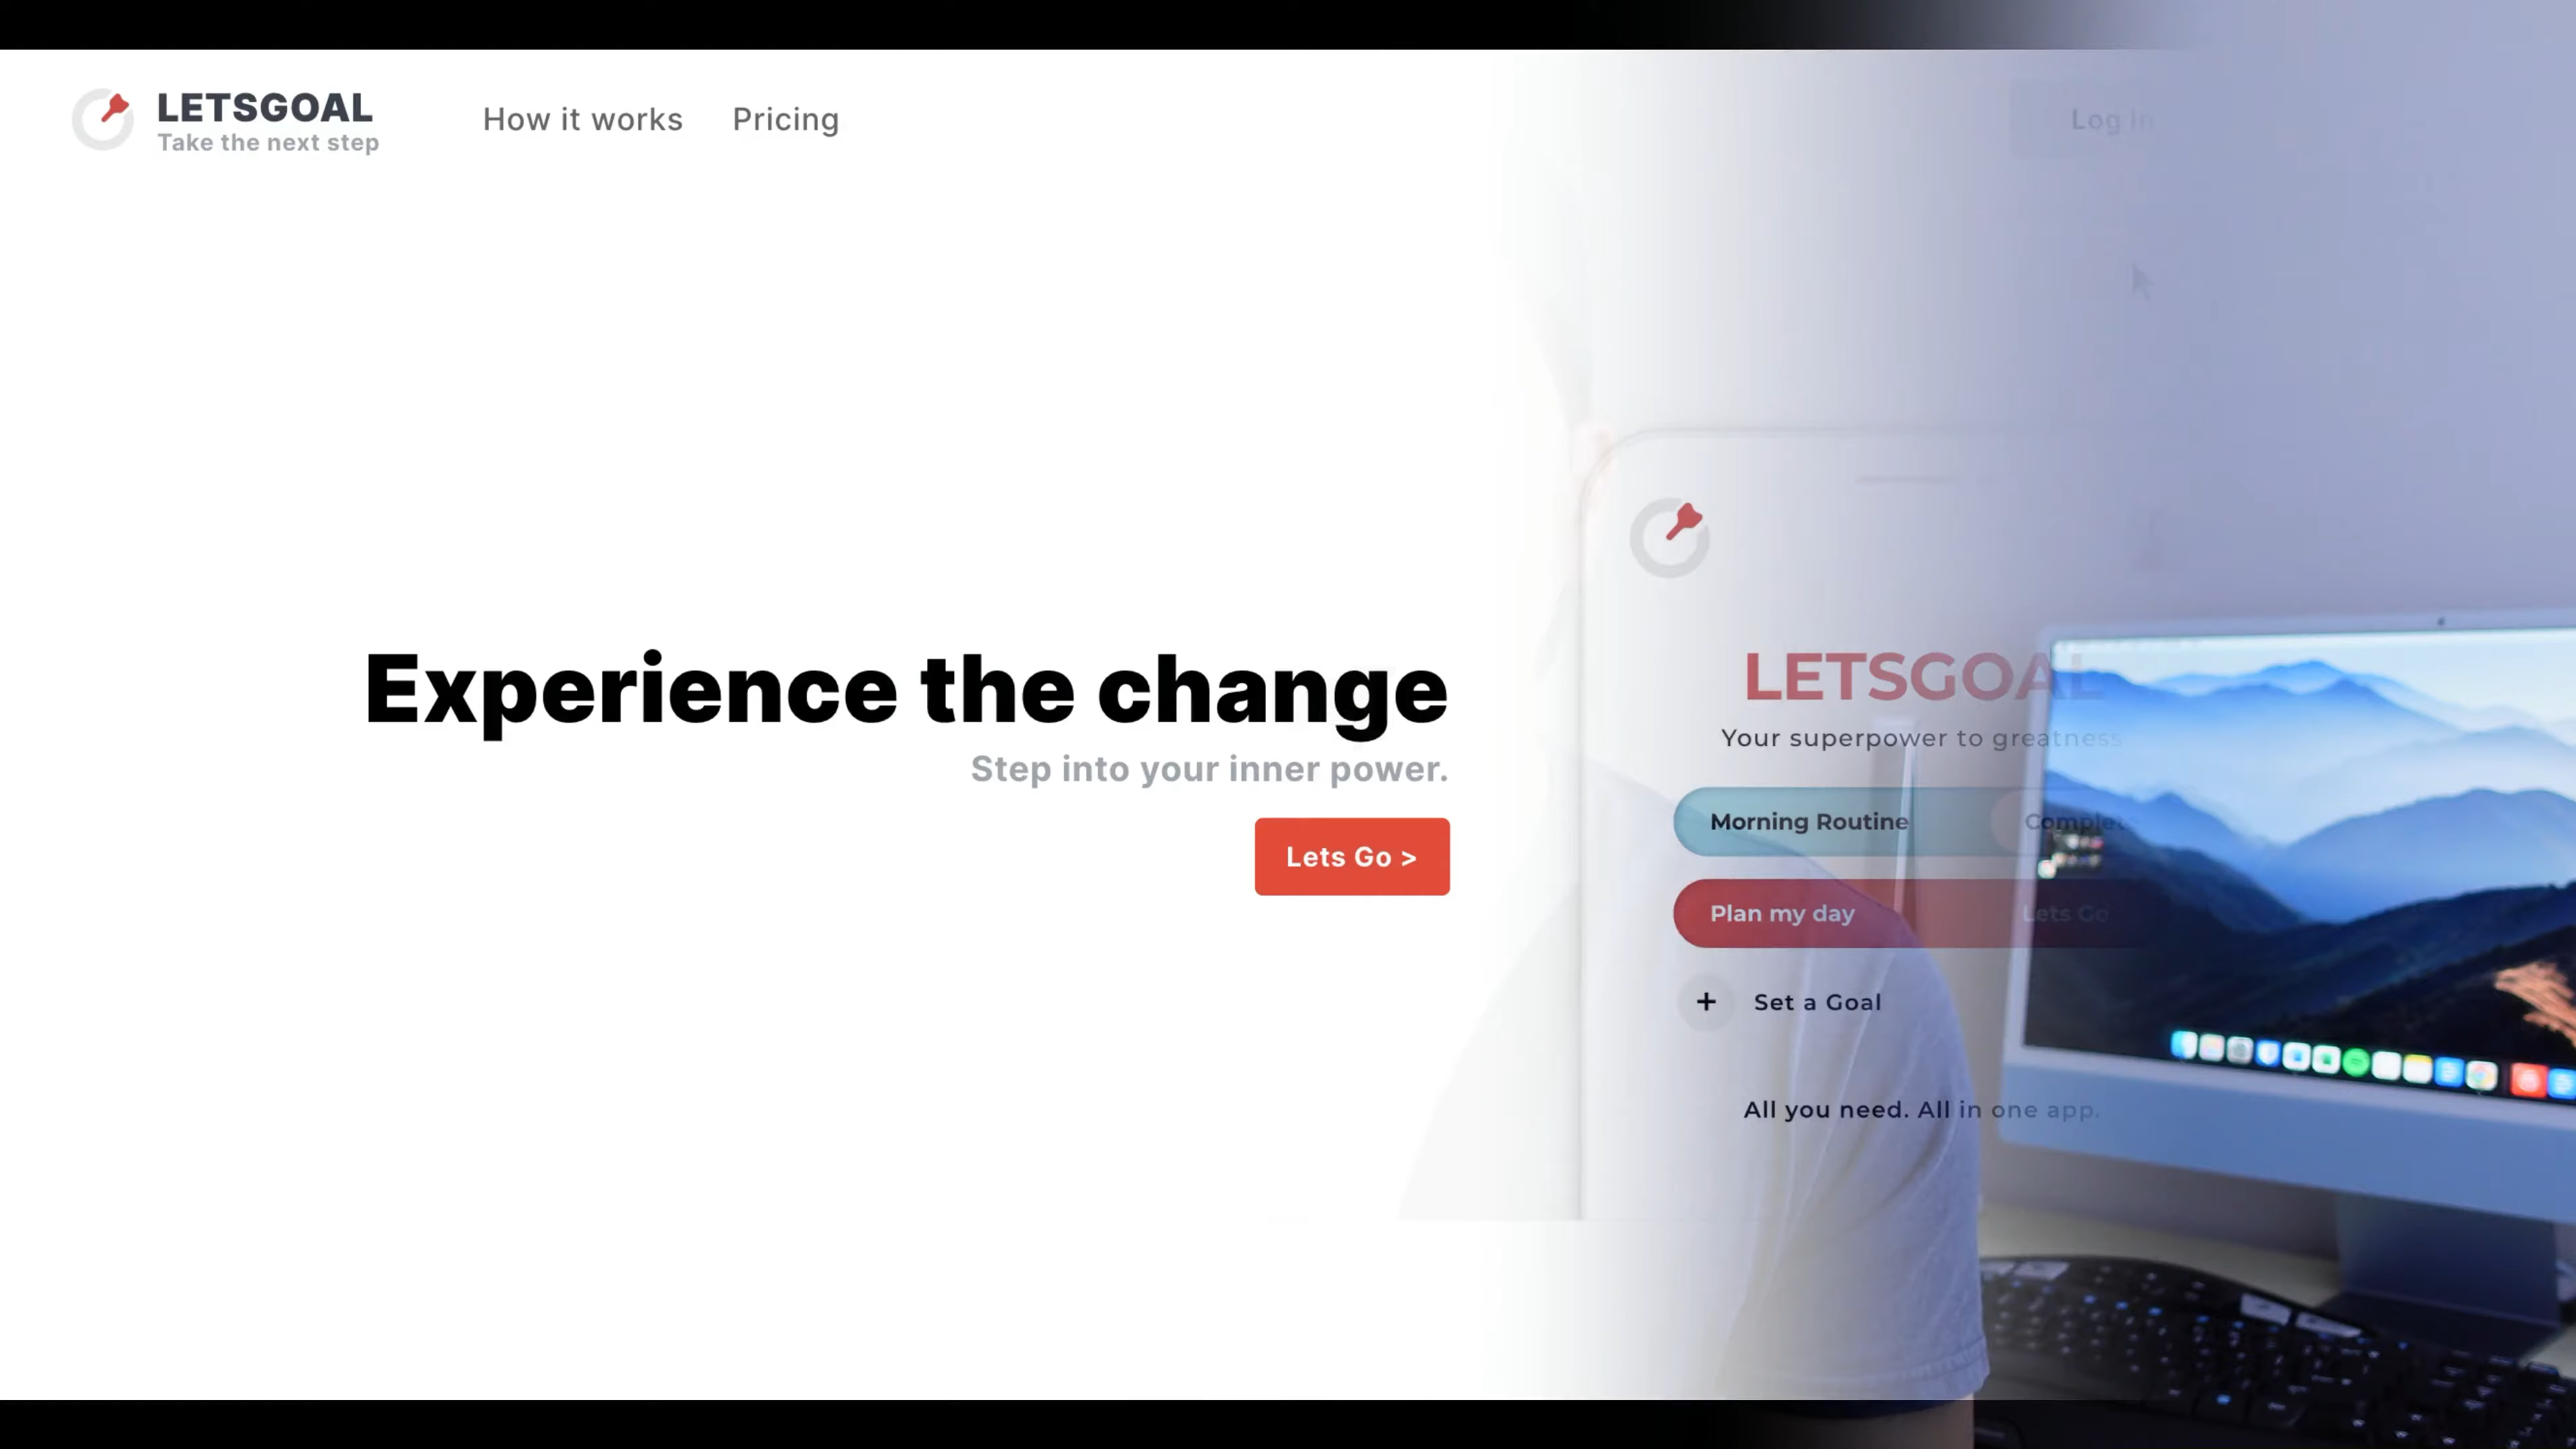 LETSGOAL
Take the next step
How it works
Pricing
Log In
Experience the change
Step into your inner power.
Lets Go >
LETSGOAL
Your superpower to greatness
Morning Routine
Plan my day
Lets Go
+ Set a Goal
All you need. All in one app.